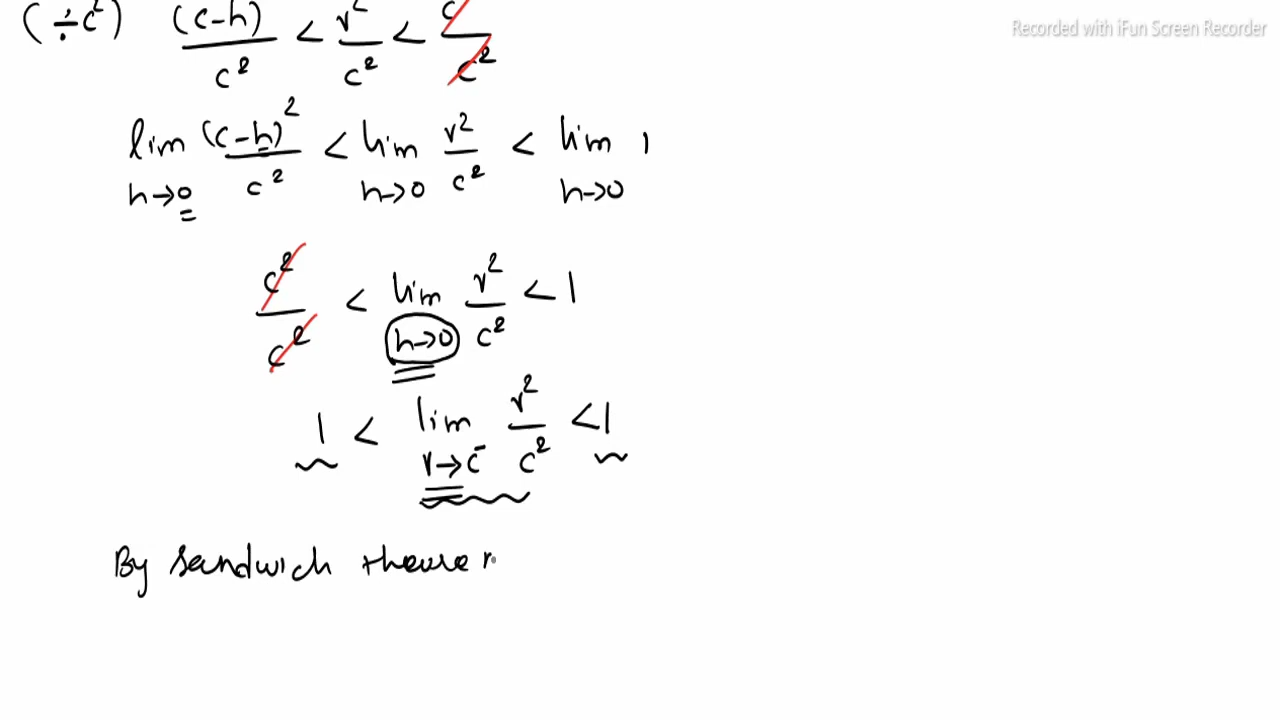 Recorded with iFun Screen Recorder
(÷c²) (c-h) / c² < v² / c² < c / c²
lim h→0 (c-h)² / c² < lim h→0 v² / c² < lim h→0 1
c² / c² < lim h→0 v² / c² < 1
1 < lim v→c⁻ v² / c² < 1
By sandwich